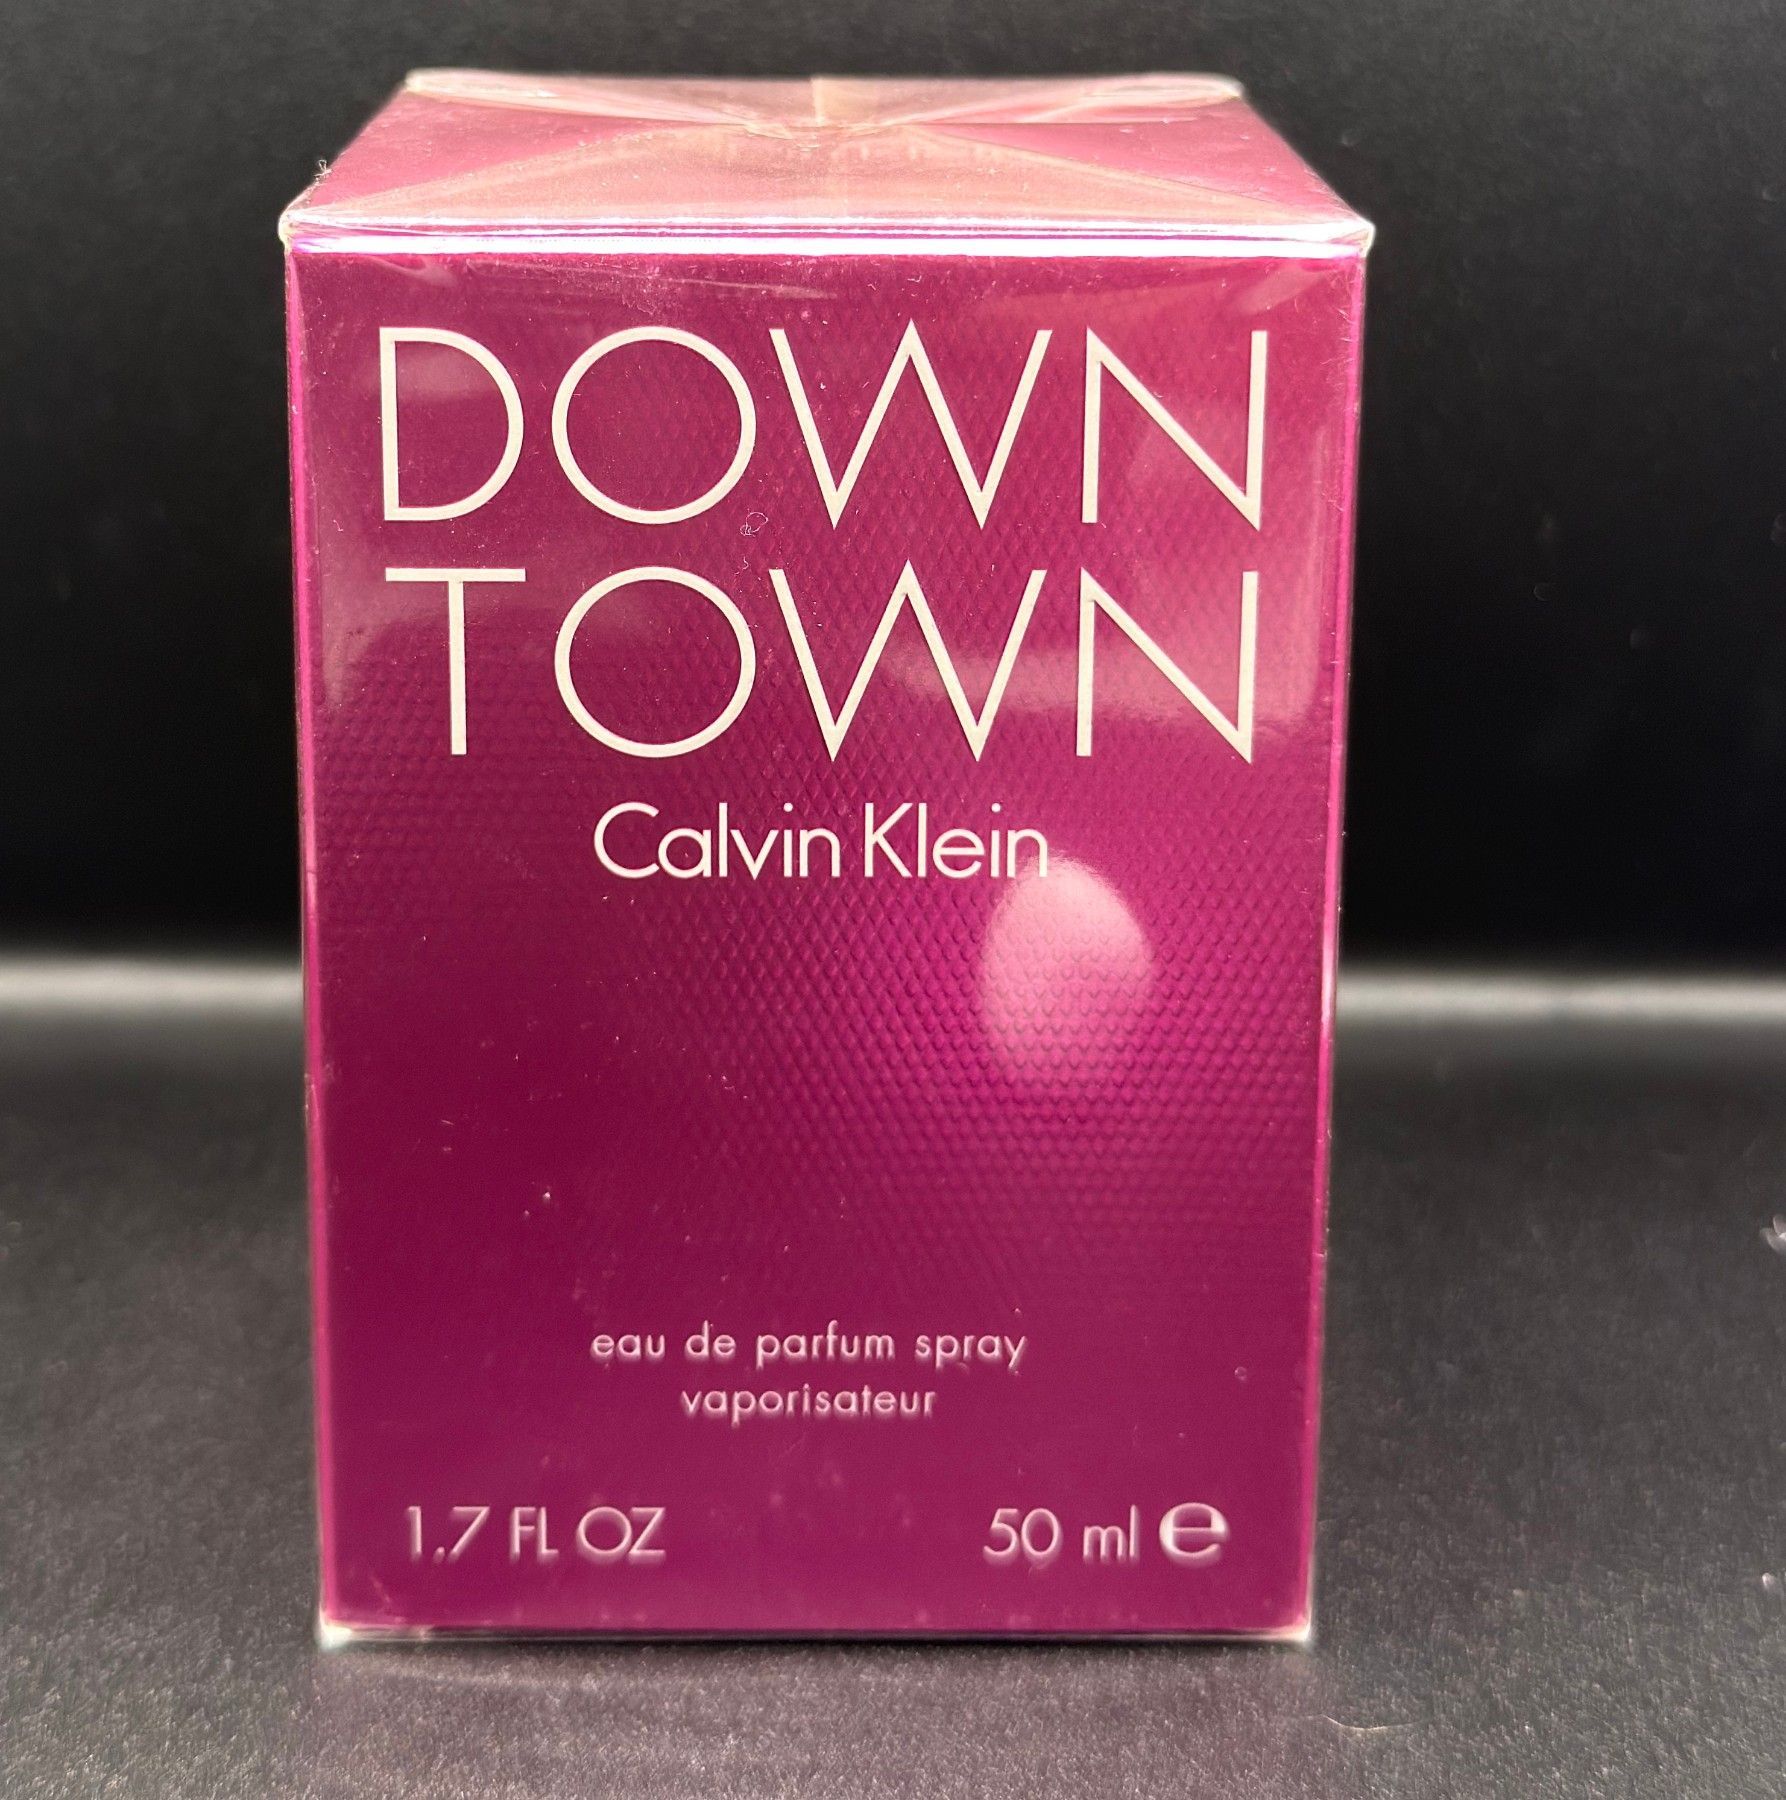 DOWN
TOWN
Calvin Klein
eau de parfum spray
vaporisateur
1.7 FL OZ 50 ml ℮